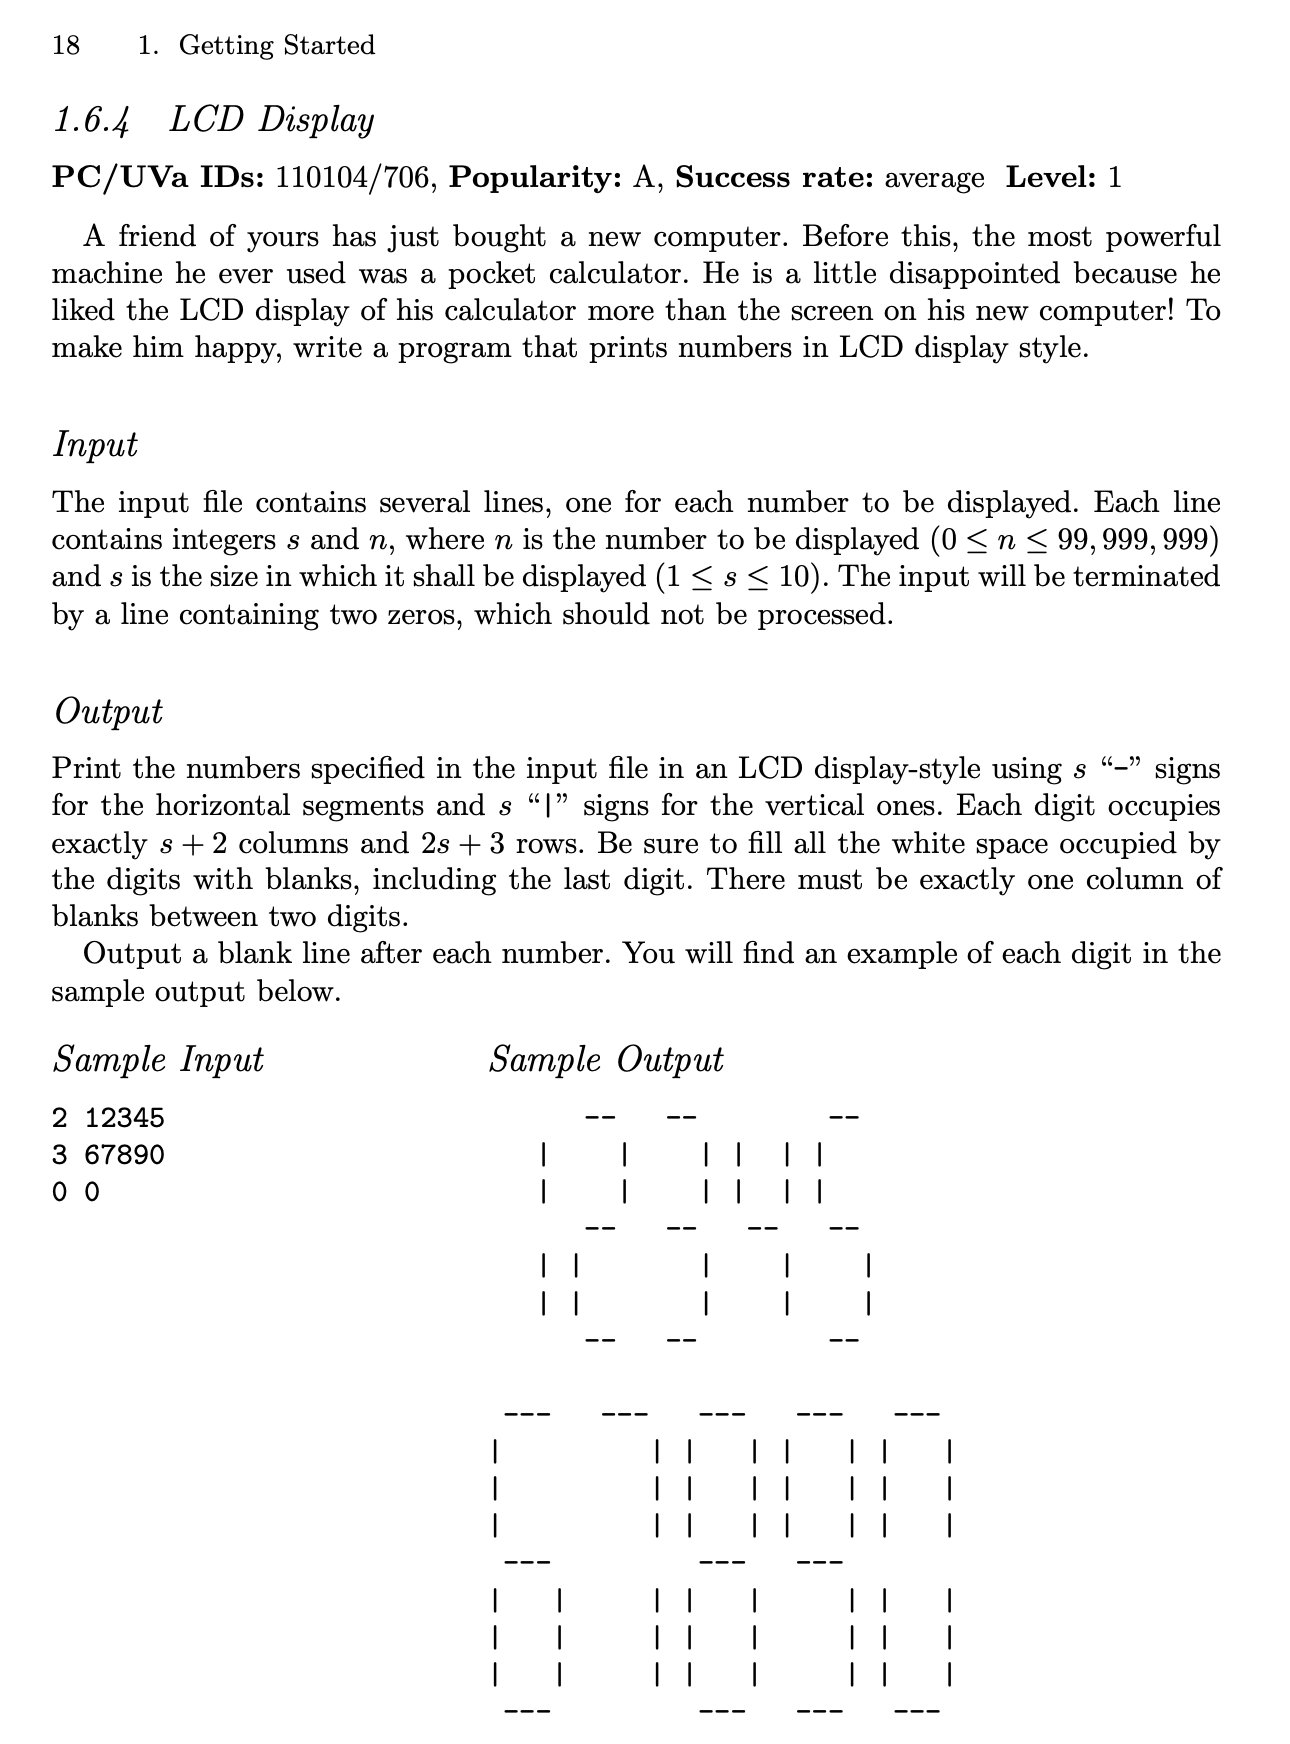 18 1. Getting Started
1.6.4 LCD Display
PC/UVa IDs: 110104/706, Popularity: A, Success rate: average Level: 1
A friend of yours has just bought a new computer. Before this, the most powerful
machine he ever used was a pocket calculator. He is a little disappointed because he
liked the LCD display of his calculator more than the screen on his new computer! To
make him happy, write a program that prints numbers in LCD display style.
Input
The input file contains several lines, one for each number to be displayed. Each line
contains integers s and n, where n is the number to be displayed (0 ≤ n ≤ 99, 999, 999)
and s is the size in which it shall be displayed (1 ≤ s ≤ 10). The input will be terminated
by a line containing two zeros, which should not be processed.
Output
Print the numbers specified in the input file in an LCD display-style using s “-” signs
for the horizontal segments and s “|” signs for the vertical ones. Each digit occupies
exactly s + 2 columns and 2s + 3 rows. Be sure to fill all the white space occupied by
the digits with blanks, including the last digit. There must be exactly one column of
blanks between two digits.
Output a blank line after each number. You will find an example of each digit in the
sample output below.
Sample Input
2 12345
3 67890
0 0
Sample Output
      --   --        --
   |    |    | |  | |
   |    |    | |  | |
      --   --   --   --
   | |       |    |    |
   | |       |    |    |
      --   --        --

 ---   ---   ---   ---   ---
|         | |   | |   | |   |
|         | |   | |   | |   |
|         | |   | |   | |   |
 ---         ---   ---
|   |     | |   |     | |   |
|   |     | |   |     | |   |
|   |     | |   |     | |   |
 ---         ---   ---   ---